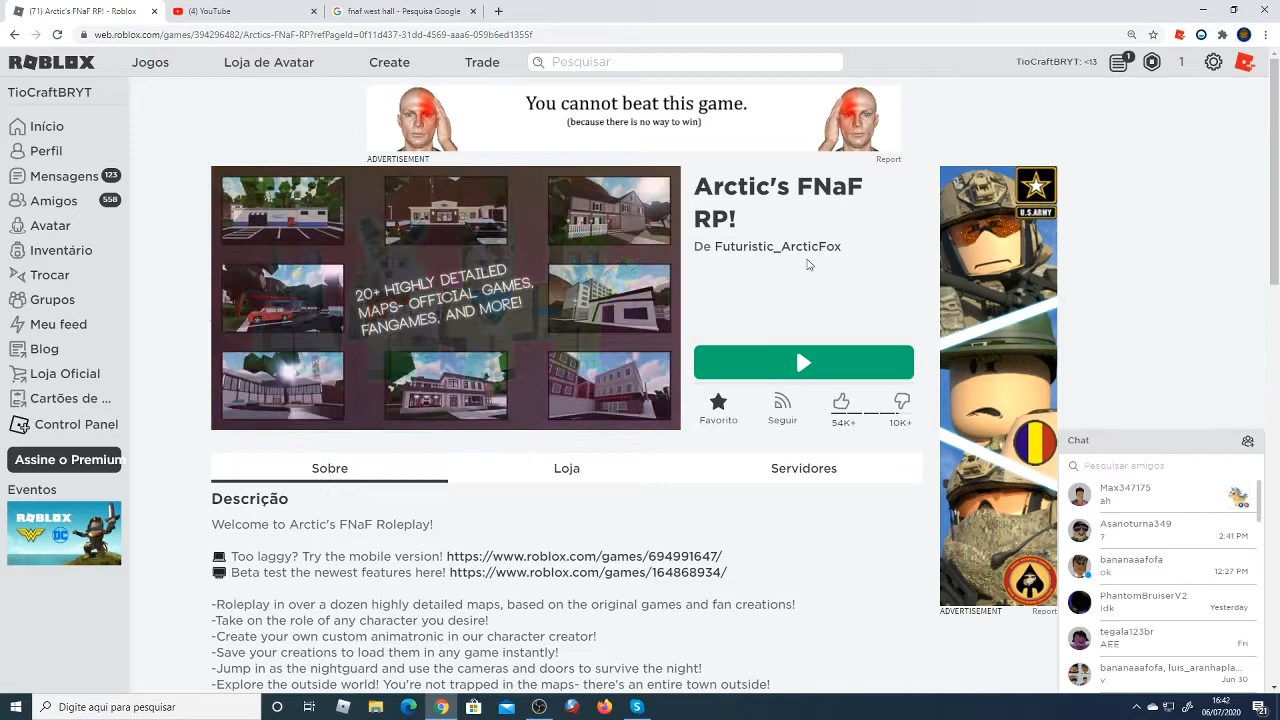 (71) Arctic's FNaF RP! - Roblox
(4) YouTube
fnaf west hall - Pesquisa Google
web.roblox.com/games/394296482/Arctics-FNaF-RP?refPageId=0f11d437-31dd-4569-aaa6-059b6ed1355f
ROBLOX
Jogos
Loja de Avatar
Create
Trade
Pesquisar
TioCraftBRYT: <13
1
1
TioCraftBRYT
Início
Perfil
Mensagens 123
Amigos 558
Avatar
Inventário
Trocar
Grupos
Meu feed
Blog
Loja Oficial
Cartões de ...
Control Panel
Assine o Premium
Eventos
ROBLOX
DC
You cannot beat this game.
(because there is no way to win)
ADVERTISEMENT
Report
20+ HIGHLY DETAILED
MAPS- OFFICIAL GAMES,
FANGAMES, AND MORE!
Arctic's FNaF
RP!
De Futuristic_ArcticFox
Favorito
Seguir
54K+
10K+
U.S.ARMY
ADVERTISEMENT
Report
Sobre
Loja
Servidores
Descrição
Welcome to Arctic's FNaF Roleplay!
Too laggy? Try the mobile version! https://www.roblox.com/games/694991647/
Beta test the newest features here! https://www.roblox.com/games/164868934/
-Roleplay in over a dozen highly detailed maps, based on the original games and fan creations!
-Take on the role of any character you desire!
-Create your own custom animatronic in our character creator!
-Save your creations to load them in any game instantly!
-Jump in as the nightguard and use the cameras and doors to survive the night!
-Explore the outside world! You're not trapped in the maps- there's an entire town outside!
Chat
Pesquisar amigos
Max347175
ah
Asanoturna349
?
2:41 PM
bananaaafofa
ok
12:27 PM
PhantomBruiserV2
Idk
Yesterday
tegala123br
AEE
Fri
bananaaafofa, luis_aranhapla...
v:
Jun 30
Digite aqui para pesquisar
16:42
06/07/2020